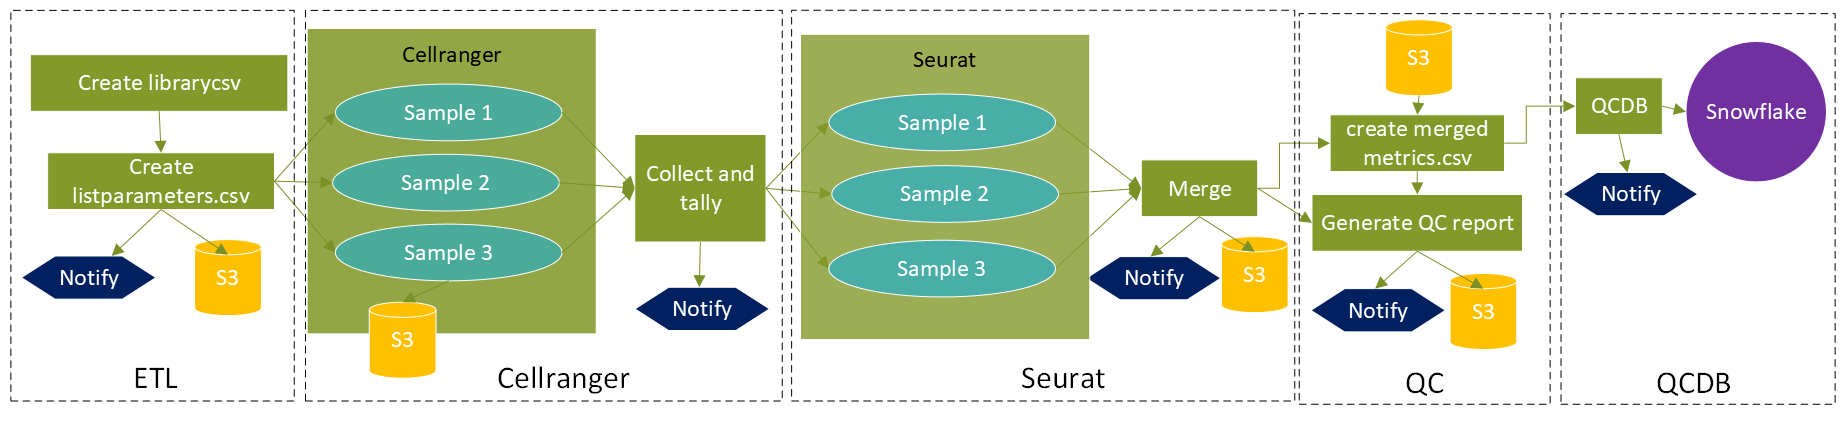 Create librarycsv
Create
listparameters.csv
Notify
S3
ETL
Cellranger
Sample 1
Sample 2
Sample 3
S3
Collect and
tally
Notify
Cellranger
Seurat
Sample 1
Sample 2
Sample 3
Merge
Notify
S3
Seurat
S3
create merged
metrics.csv
Generate QC report
Notify
S3
QC
QCDB
Snowflake
Notify
QCDB